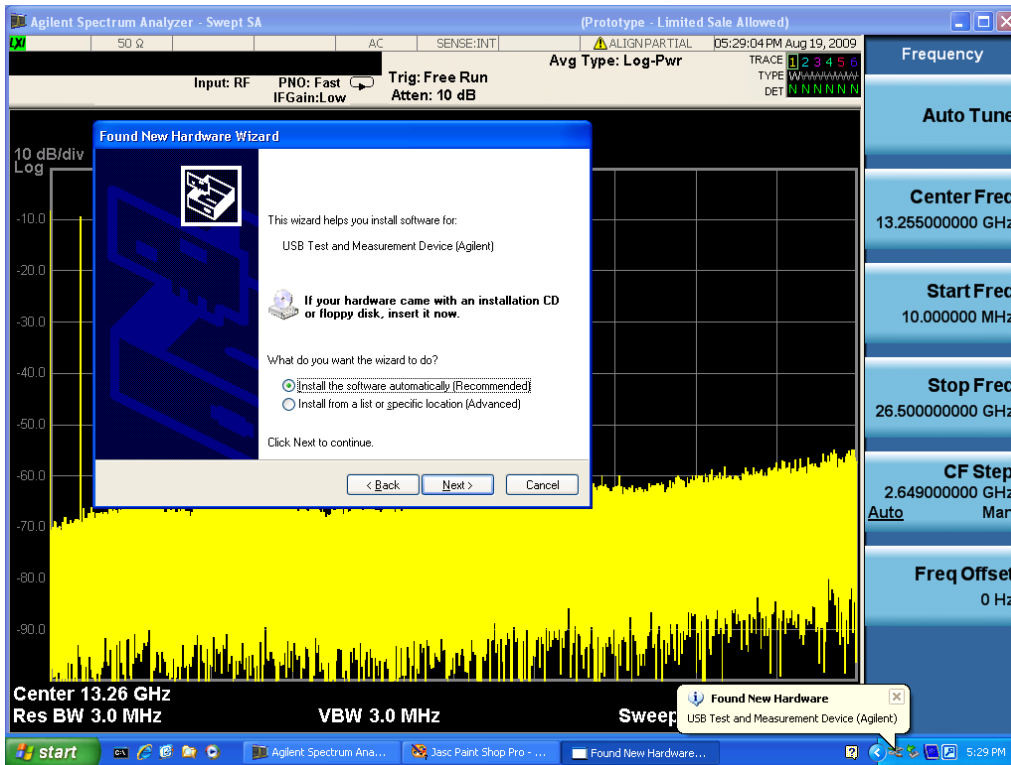 Agilent Spectrum Analyzer - Swept SA (Prototype - Limited Sale Allowed)
LXI 50 Ω AC SENSE:INT ALIGN PARTIAL 05:29:04 PM Aug 19, 2009
Input: RF
PNO: Fast
IFGain:Low
Trig: Free Run
Atten: 10 dB
Avg Type: Log-Pwr
TRACE 1 2 3 4 5 6
TYPE
DET N N N N N N
10 dB/div
Log
-10.0
-20.0
-30.0
-40.0
-50.0
-60.0
-70.0
-80.0
-90.0
Found New Hardware Wizard
This wizard helps you install software for:
USB Test and Measurement Device (Agilent)
If your hardware came with an installation CD
or floppy disk, insert it now.
What do you want the wizard to do?
Install the software automatically (Recommended)
Install from a list or specific location (Advanced)
Click Next to continue.
< Back Next > Cancel
Center 13.26 GHz
Res BW 3.0 MHz VBW 3.0 MHz Sweep
Frequency
Auto Tune
Center Freq
13.255000000 GHz
Start Freq
10.000000 MHz
Stop Freq
26.500000000 GHz
CF Step
2.649000000 GHz
Auto Man
Freq Offset
0 Hz
Found New Hardware
USB Test and Measurement Device (Agilent)
start Agilent Spectrum Ana... Jasc Paint Shop Pro - ... Found New Hardware... 5:29 PM